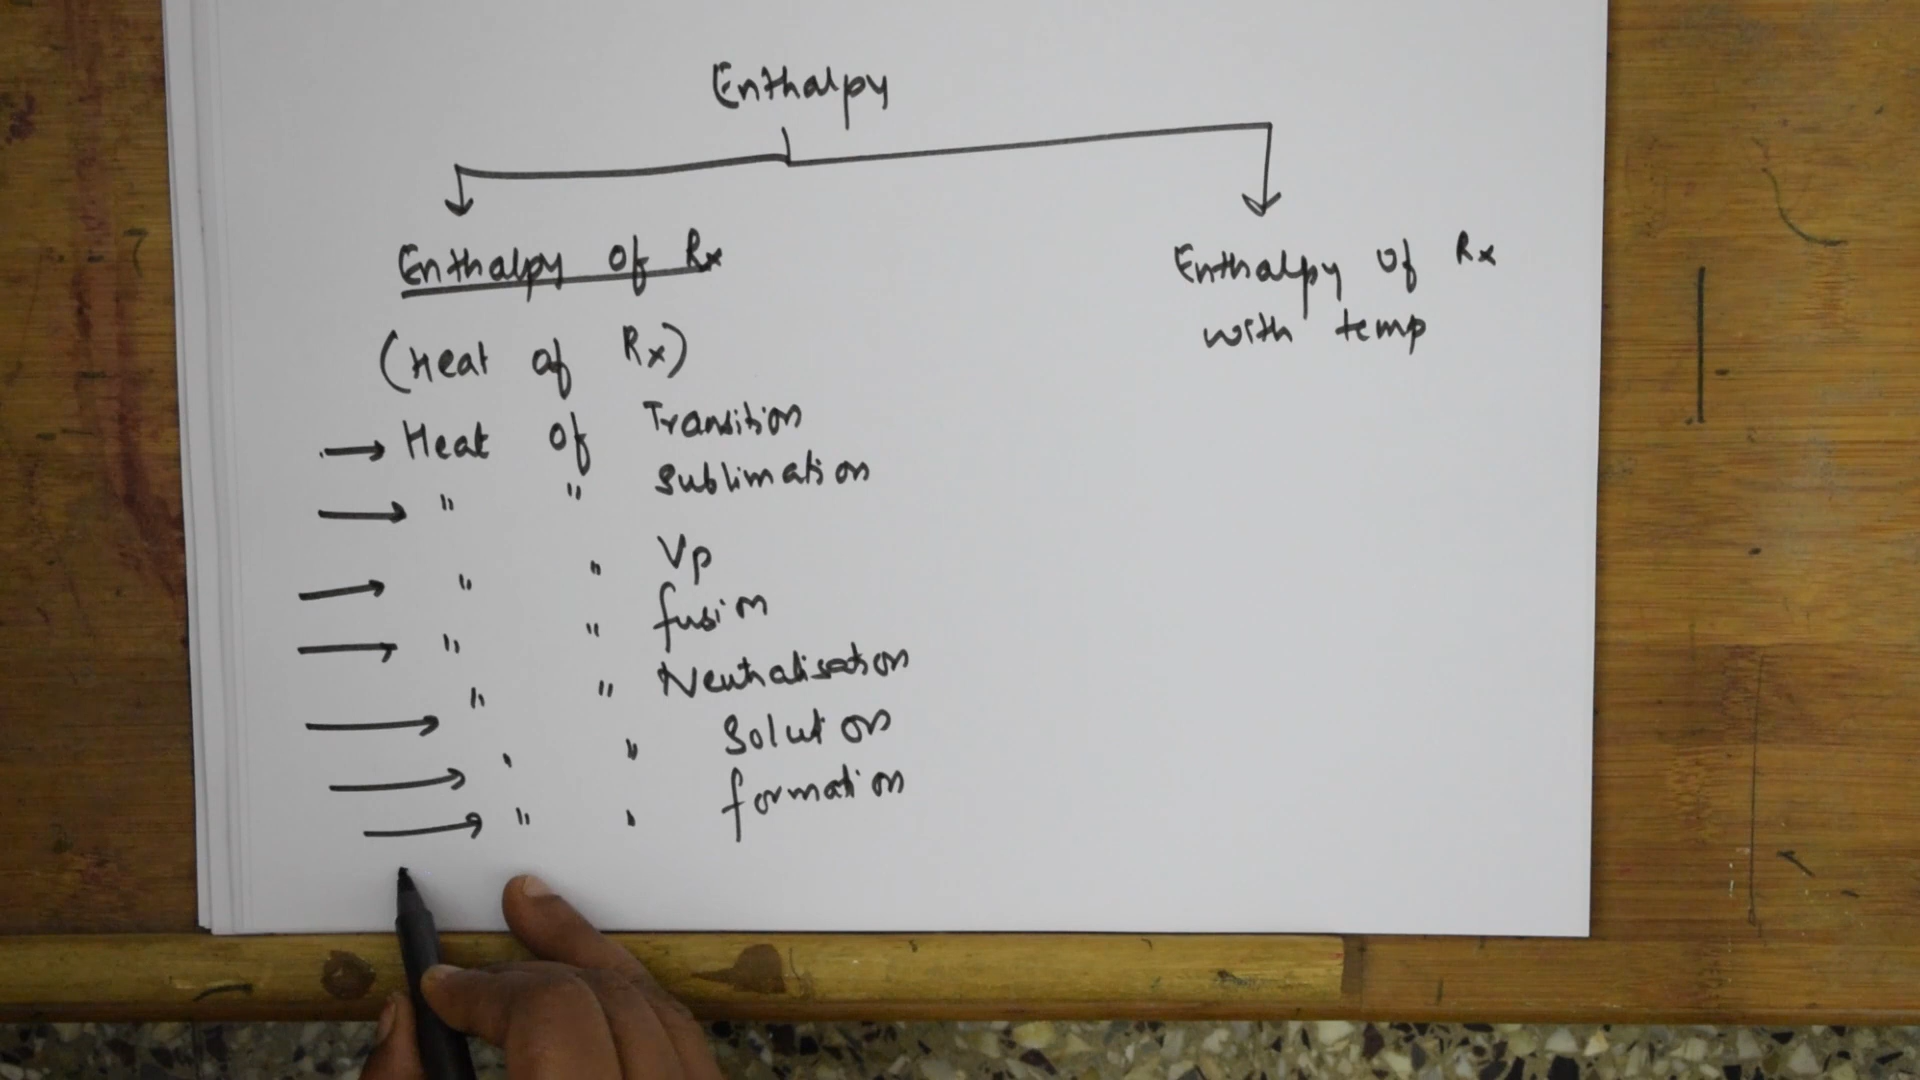 Enthalpy
Enthalpy of Rx
(Heat of Rx)
→ Heat of Transition
→ " " Sublimation
→ " " Vp
→ " " fusion
→ " " Neutralisation
→ " " Solution
→ " " formation
Enthalpy of Rx
with temp